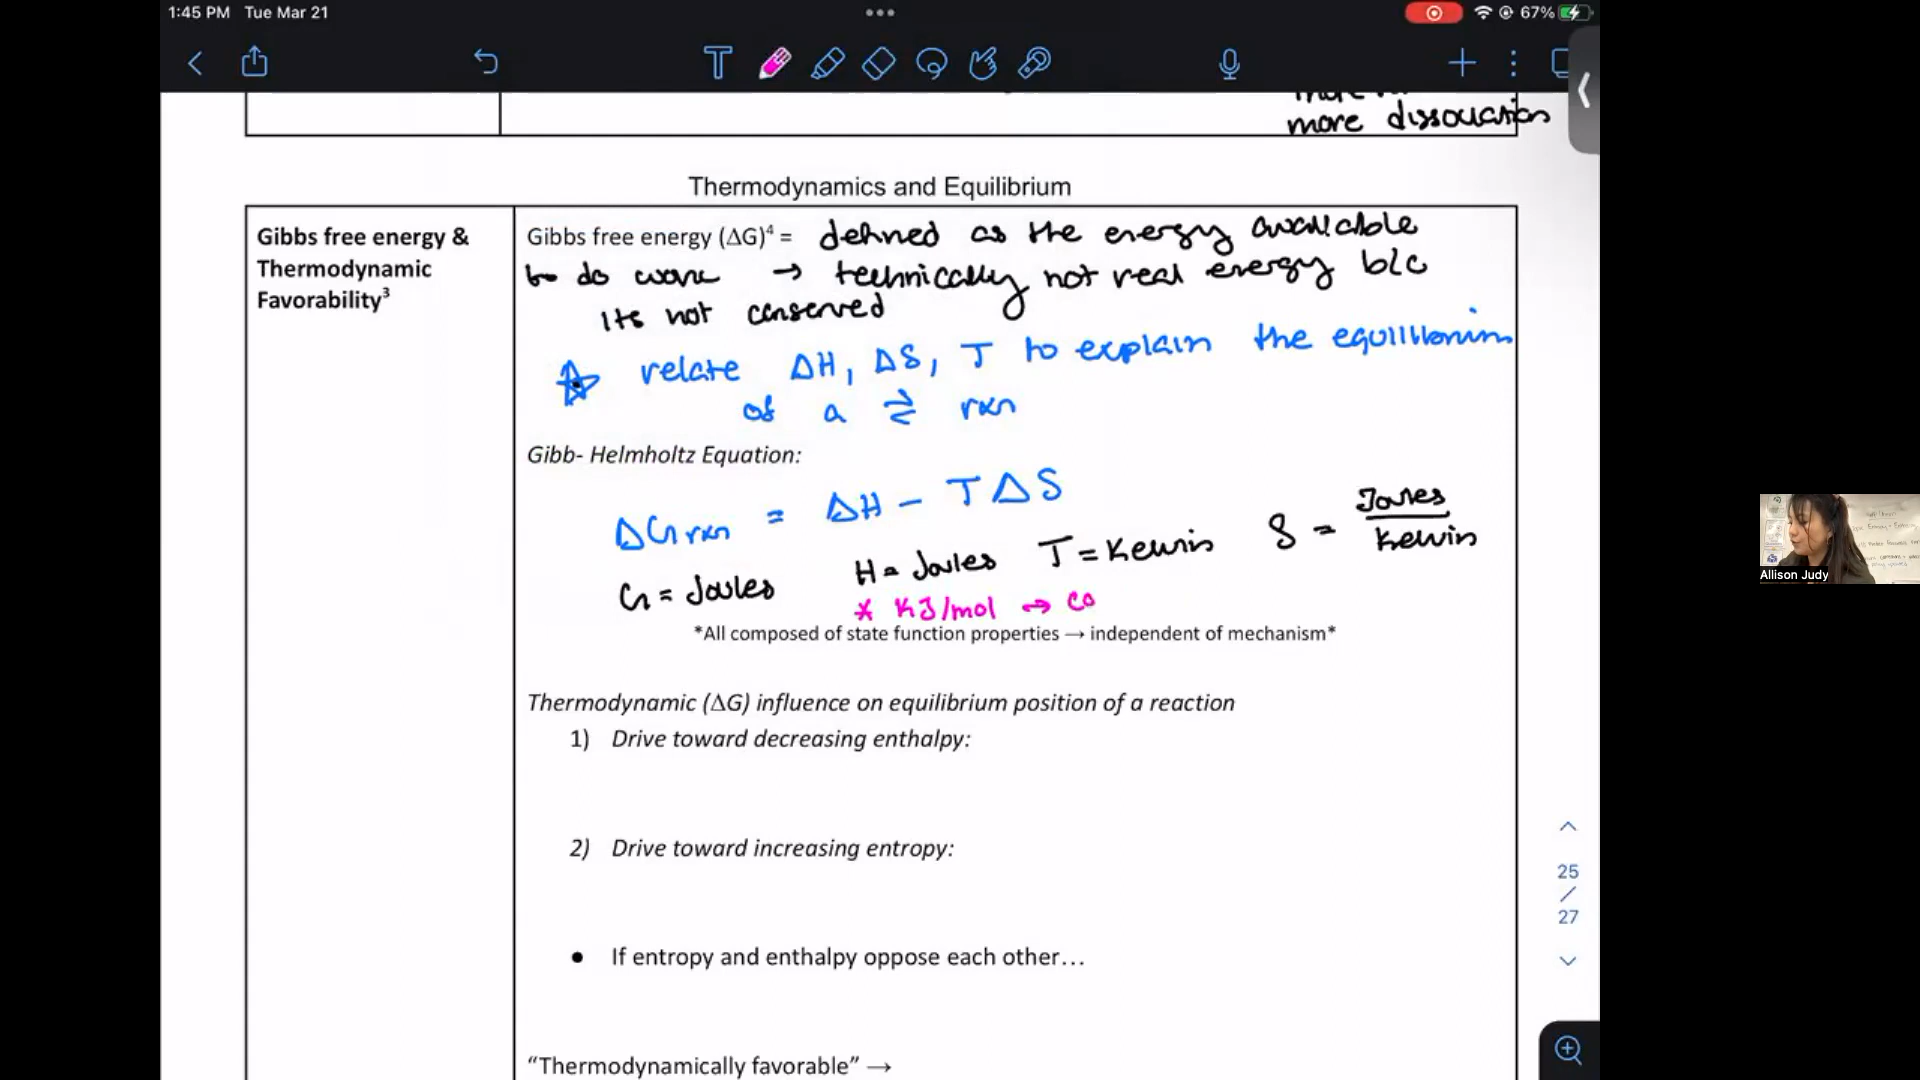 1:45 PM Tue Mar 21
67%
more dissociation
Thermodynamics and Equilibrium
Gibbs free energy &
Thermodynamic
Favorability³
Gibbs free energy (ΔG)⁴ = defined as the energy available
to do work → technically not real energy b/c
its not conserved
☆ relate ΔH, ΔS, T to explain the equilibrium
of a ⇌ rxn
Gibb- Helmholtz Equation:
ΔG rxn = ΔH – TΔS
G = Joules H = Joules T = Kelvin S = Joules / Kelvin
* KJ/mol → co
*All composed of state function properties → independent of mechanism*
Thermodynamic (ΔG) influence on equilibrium position of a reaction
1) Drive toward decreasing enthalpy:
2) Drive toward increasing entropy:
• If entropy and enthalpy oppose each other…
“Thermodynamically favorable” →
25
/
27
Allison Judy